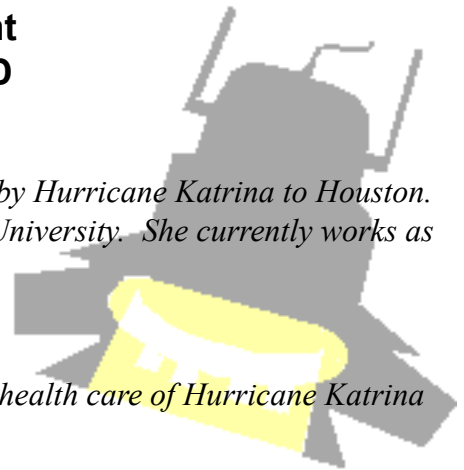 nt
D
by Hurricane Katrina to Houston.
University. She currently works as
health care of Hurricane Katrina